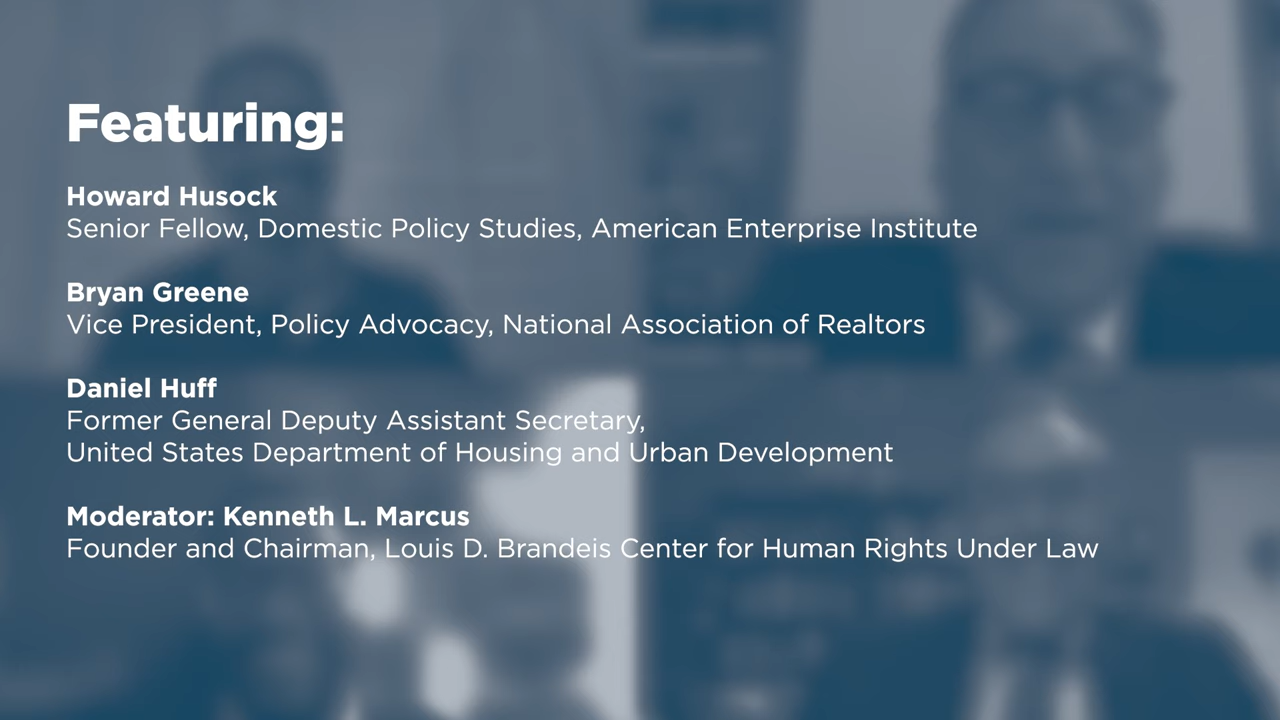 Featuring:
Howard Husock
Senior Fellow, Domestic Policy Studies, American Enterprise Institute
Bryan Greene
Vice President, Policy Advocacy, National Association of Realtors
Daniel Huff
Former General Deputy Assistant Secretary,
United States Department of Housing and Urban Development
Moderator: Kenneth L. Marcus
Founder and Chairman, Louis D. Brandeis Center for Human Rights Under Law